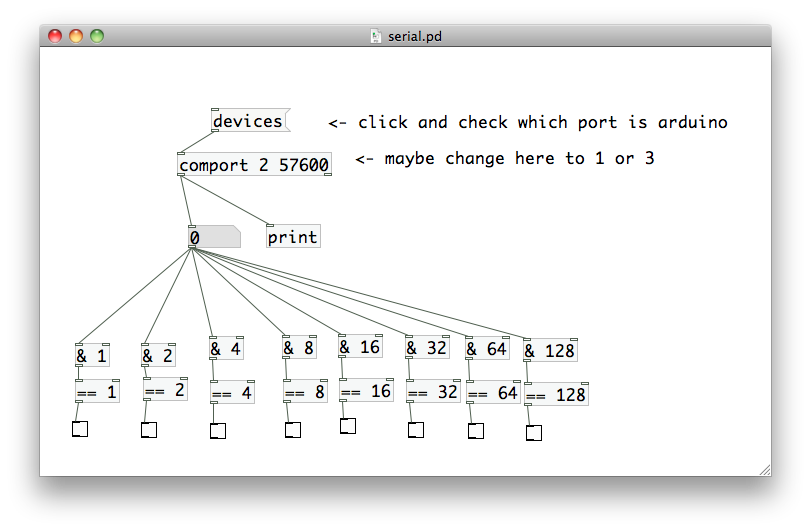 serial.pd
devices
<- click and check which port is arduino
comport 2 57600
<- maybe change here to 1 or 3
0
print
& 1
& 2
& 4
& 8
& 16
& 32
& 64
& 128
== 1
== 2
== 4
== 8
== 16
== 32
== 64
== 128